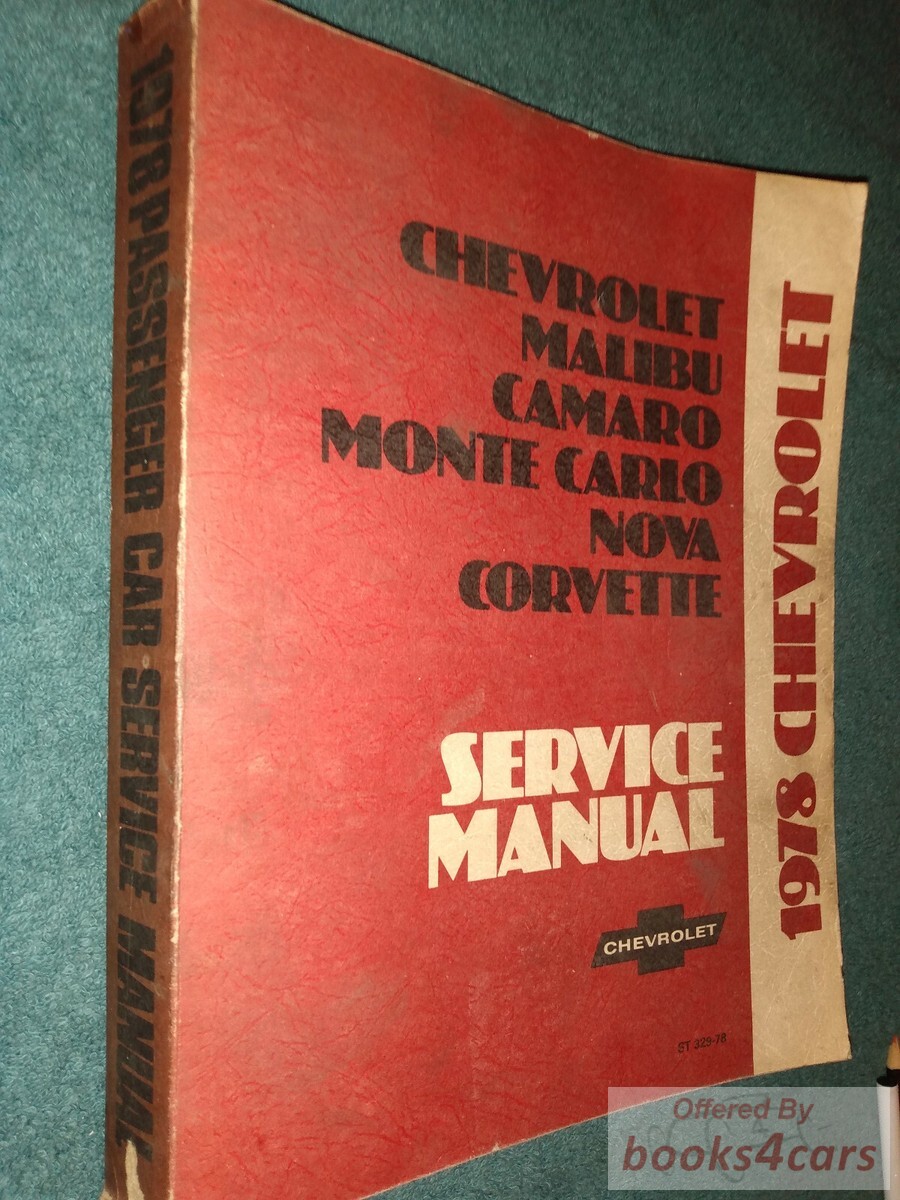 1978 PASSENGER CAR SERVICE MANUAL
CHEVROLET
MALIBU
CAMARO
MONTE CARLO
NOVA
CORVETTE
SERVICE
MANUAL
CHEVROLET
ST 329-78
1978 CHEVROLET
Offered By
books4cars